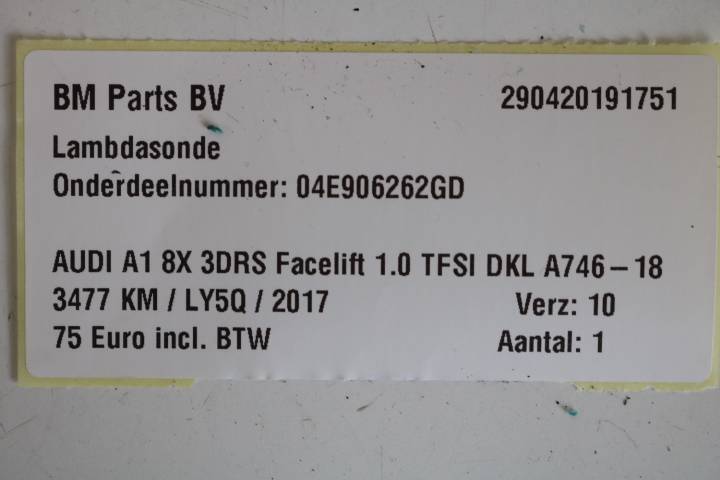 BM Parts BV 290420191751
Lambdasonde
Onderdeelnummer: 04E906262GD
AUDI A1 8X 3DRS Facelift 1.0 TFSI DKL A746-18
3477 KM / LY5Q / 2017 Verz: 10
75 Euro incl. BTW Aantal: 1